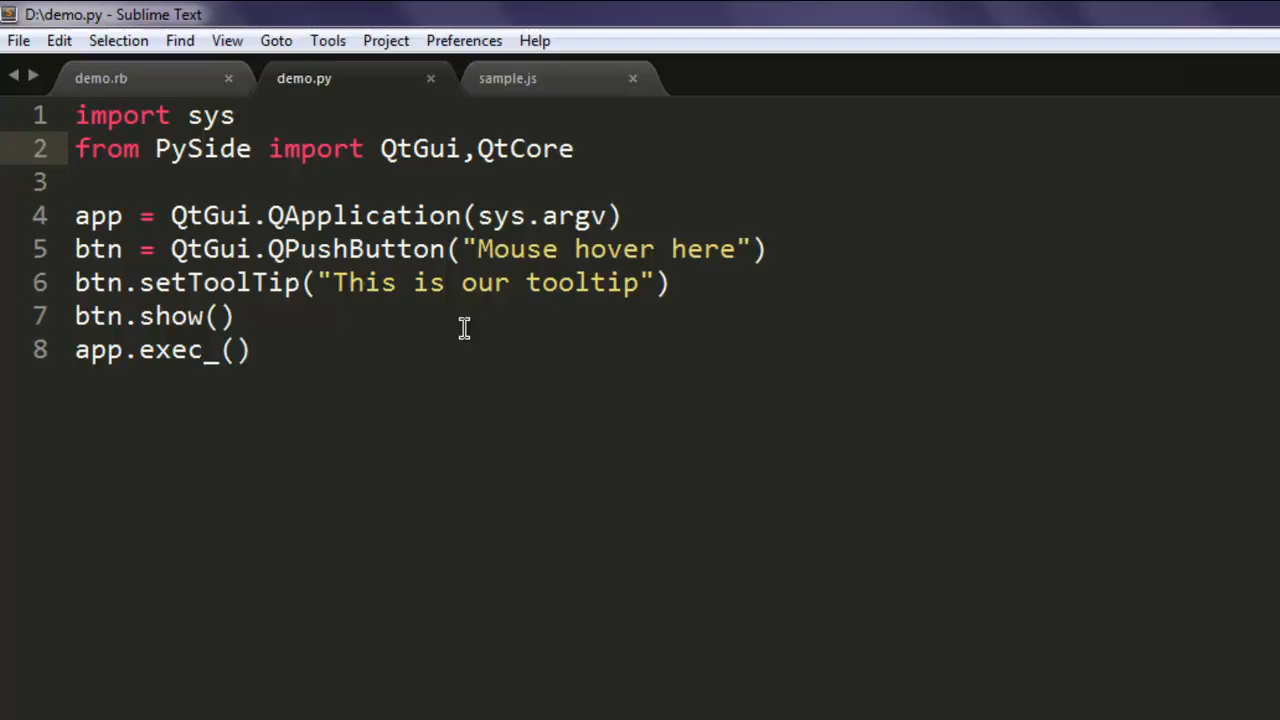 D:\demo.py - Sublime Text
File Edit Selection Find View Goto Tools Project Preferences Help
demo.rb × demo.py × sample.js ×
1 import sys
2 from PySide import QtGui,QtCore
3
4 app = QtGui.QApplication(sys.argv)
5 btn = QtGui.QPushButton("Mouse hover here")
6 btn.setToolTip("This is our tooltip")
7 btn.show()
8 app.exec_()